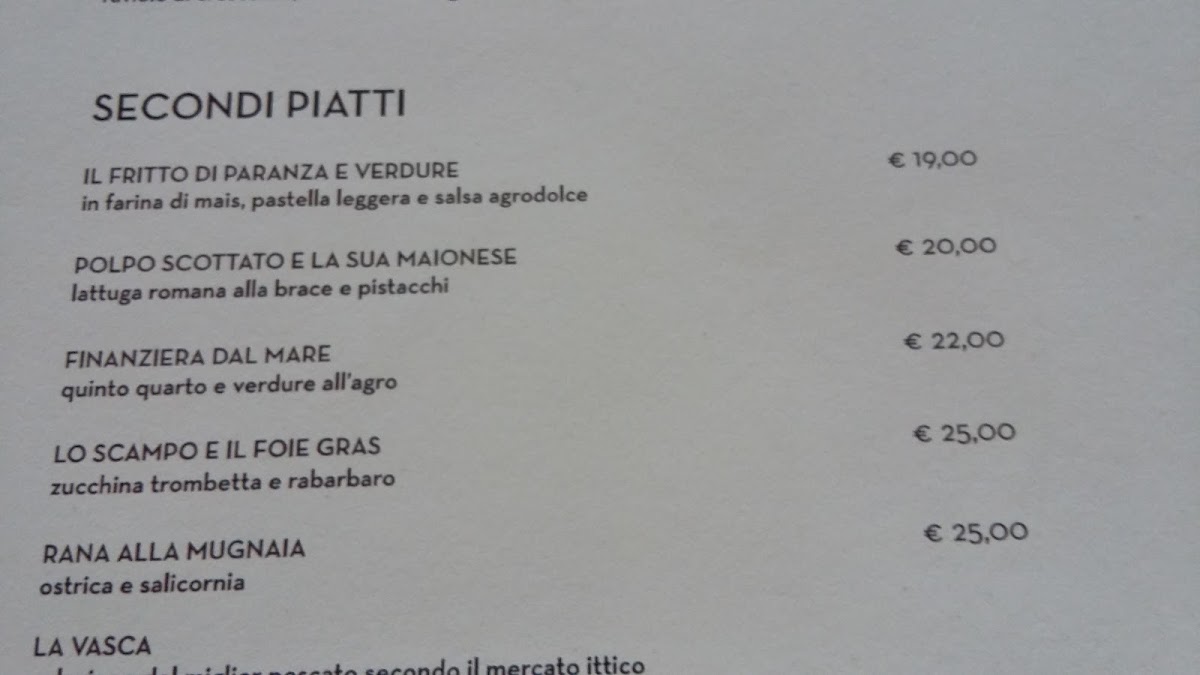 SECONDI PIATTI
IL FRITTO DI PARANZA E VERDURE € 19,00
in farina di mais, pastella leggera e salsa agrodolce
POLPO SCOTTATO E LA SUA MAIONESE € 20,00
lattuga romana alla brace e pistacchi
FINANZIERA DAL MARE € 22,00
quinto quarto e verdure all'agro
LO SCAMPO E IL FOIE GRAS € 25,00
zucchina trombetta e rabarbaro
RANA ALLA MUGNAIA € 25,00
ostrica e salicornia
LA VASCA
miglior pescato secondo il mercato ittico